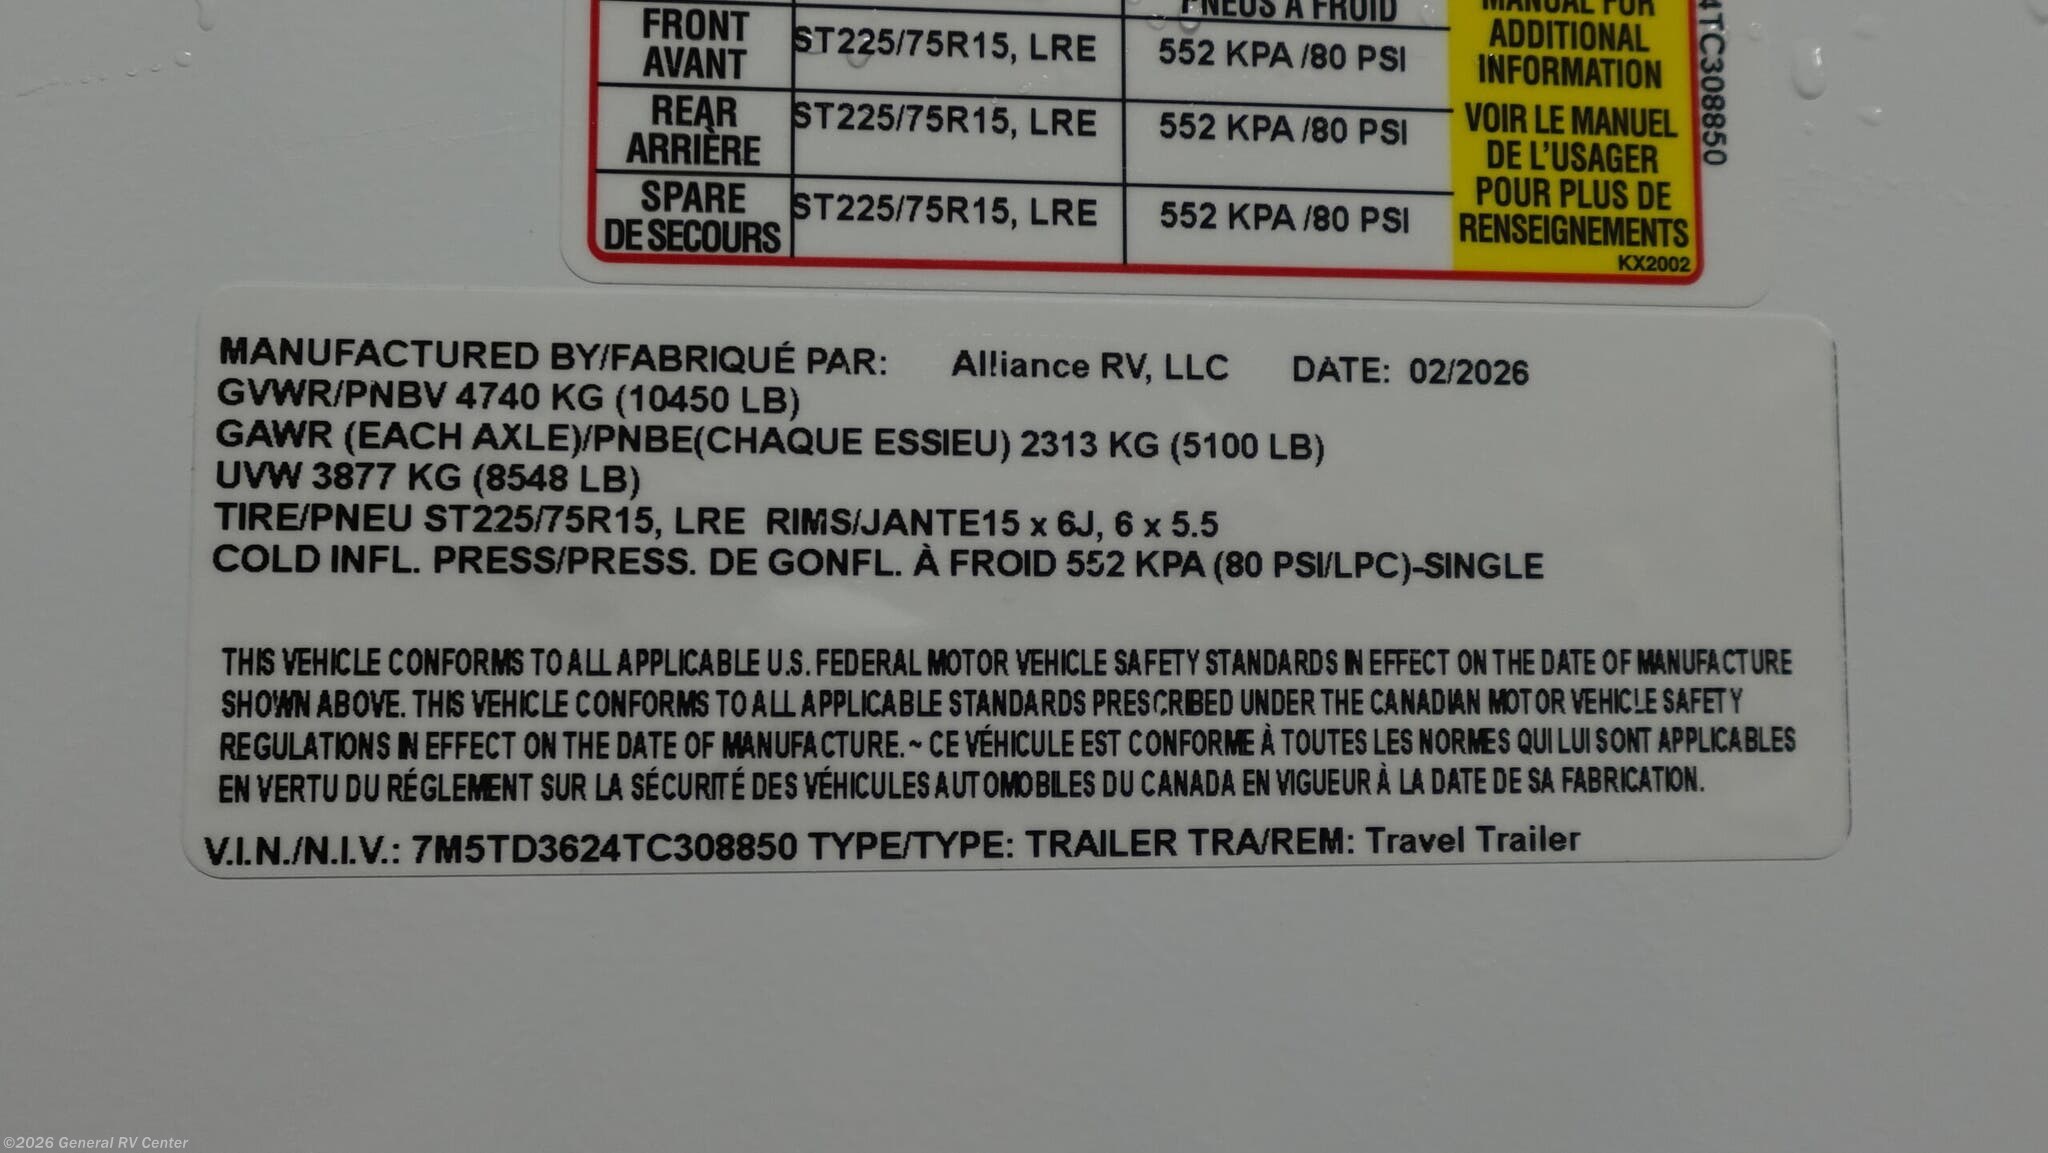 PNEUS À FROID
MANUAL FOR
ADDITIONAL
INFORMATION
FRONT
AVANT
ST225/75R15, LRE
552 KPA /80 PSI
REAR
ARRIÈRE
ST225/75R15, LRE
552 KPA /80 PSI
SPARE
DE SECOURS
ST225/75R15, LRE
552 KPA /80 PSI
VOIR LE MANUEL
DE L'USAGER
POUR PLUS DE
RENSEIGNEMENTS
KX2002
4TC308850
MANUFACTURED BY/FABRIQUÉ PAR: Alliance RV, LLC DATE: 02/2026
GVWR/PNBV 4740 KG (10450 LB)
GAWR (EACH AXLE)/PNBE(CHAQUE ESSIEU) 2313 KG (5100 LB)
UVW 3877 KG (8548 LB)
TIRE/PNEU ST225/75R15, LRE RIMS/JANTE15 x 6J, 6 x 5.5
COLD INFL. PRESS/PRESS. DE GONFL. À FROID 552 KPA (80 PSI/LPC)-SINGLE
THIS VEHICLE CONFORMS TO ALL APPLICABLE U.S. FEDERAL MOTOR VEHICLE SAFETY STANDARDS IN EFFECT ON THE DATE OF MANUFACTURE
SHOWN ABOVE. THIS VEHICLE CONFORMS TO ALL APPLICABLE STANDARDS PRESCRIBED UNDER THE CANADIAN MOTOR VEHICLE SAFETY
REGULATIONS IN EFFECT ON THE DATE OF MANUFACTURE. ~ CE VÉHICULE EST CONFORME À TOUTES LES NORMES QUI LUI SONT APPLICABLES
EN VERTU DU RÉGLEMENT SUR LA SÉCURITÉ DES VÉHICULES AUTOMOBILES DU CANADA EN VIGUEUR À LA DATE DE SA FABRICATION.
V.I.N./N.I.V.: 7M5TD3624TC308850 TYPE/TYPE: TRAILER TRA/REM: Travel Trailer
©2026 General RV Center